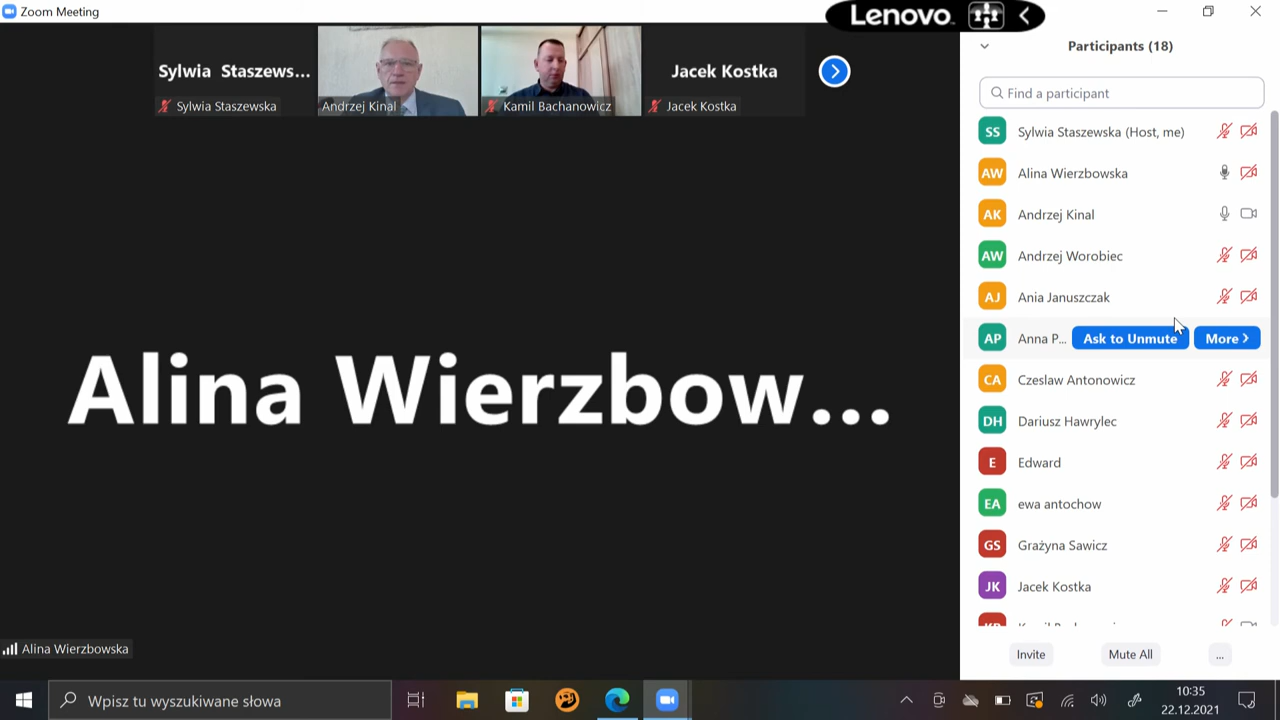 Zoom Meeting
Lenovo
Sylwia Staszews...
Sylwia Staszewska
Andrzej Kinal
Kamil Bachanowicz
Jacek Kostka
Jacek Kostka
Alina Wierzbow...
Alina Wierzbowska
Participants (18)
Find a participant
SS Sylwia Staszewska (Host, me)
AW Alina Wierzbowska
AK Andrzej Kinal
AW Andrzej Worobiec
AJ Ania Januszczak
AP Anna P... Ask to Unmute More
CA Czeslaw Antonowicz
DH Dariusz Hawrylec
E Edward
EA ewa antochow
GS Grażyna Sawicz
JK Jacek Kostka
Invite Mute All ...
Wpisz tu wyszukiwane słowa
10:35
22.12.2021